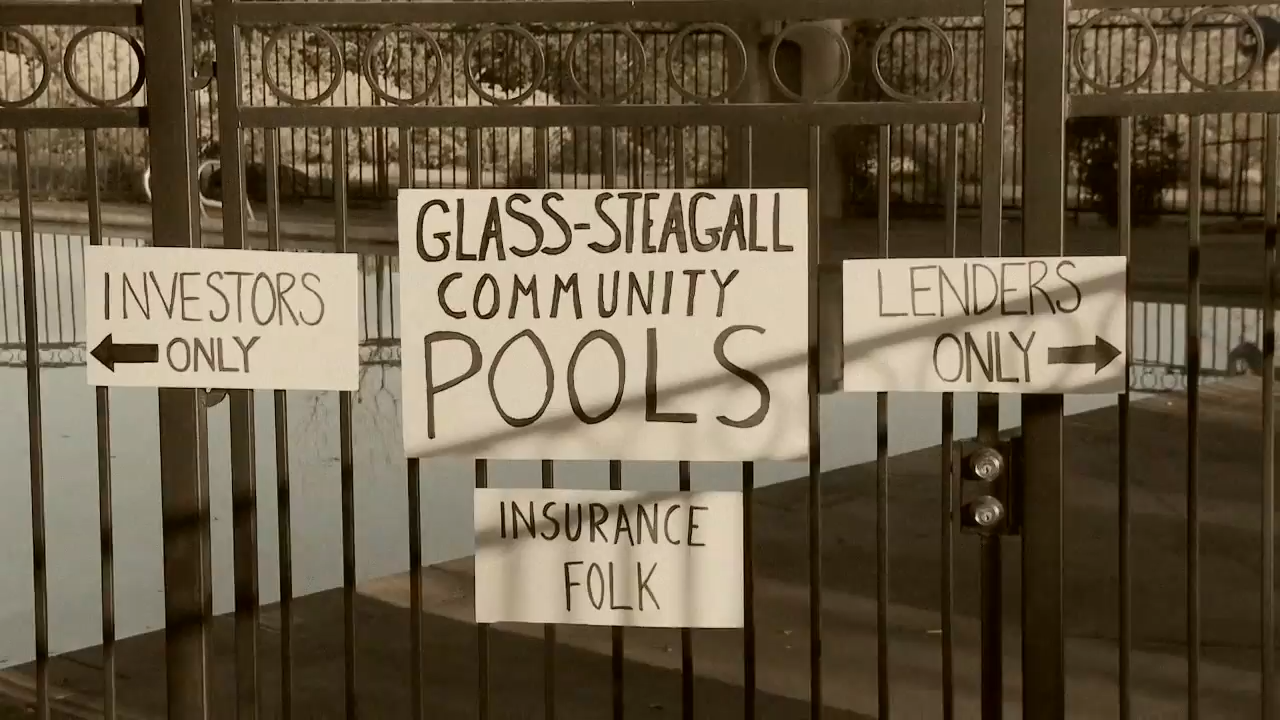 GLASS-STEAGALL
COMMUNITY
POOLS
INVESTORS
ONLY
LENDERS
ONLY
INSURANCE
FOLK